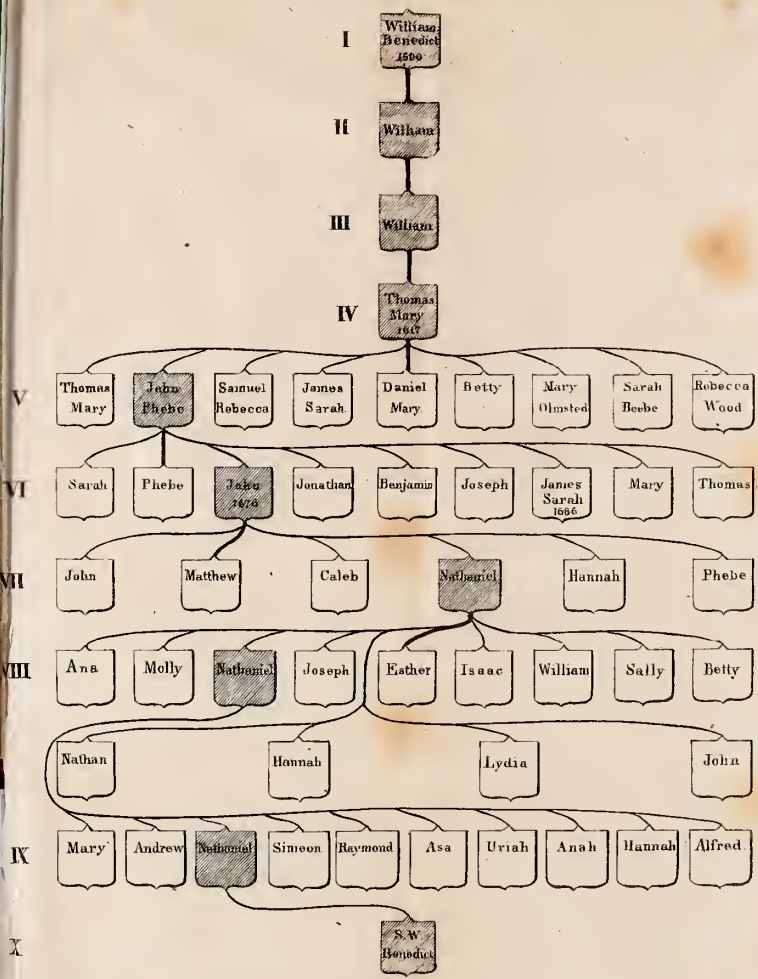 I
William
Benedict
1500
II
William
III
William
IV
Thomas
Mary
1617
V
Thomas
Mary
John
Phebe
Samuel
Rebecca
James
Sarah.
Daniel
Mary.
Betty
Mary
Olmsted
Sarah
Beebe
Rebecca
Wood
VI
Sarah
Phebe
John
1676
Jonathan
Benjamin
Joseph
James
Sarah
1686
Mary
Thomas
VII
John
Matthew
Caleb
Nathaniel
Hannah
Phebe
VIII
Ana
Molly
Nathaniel
Joseph
Esther
Isaac
William
Sally
Betty
Nathan
Hannah
Lydia
John
IX
Mary
Andrew
Nathaniel
Simeon
Raymond
Asa
Uriah
Anah
Hannah
Alfred.
X
S.W.
Benedict